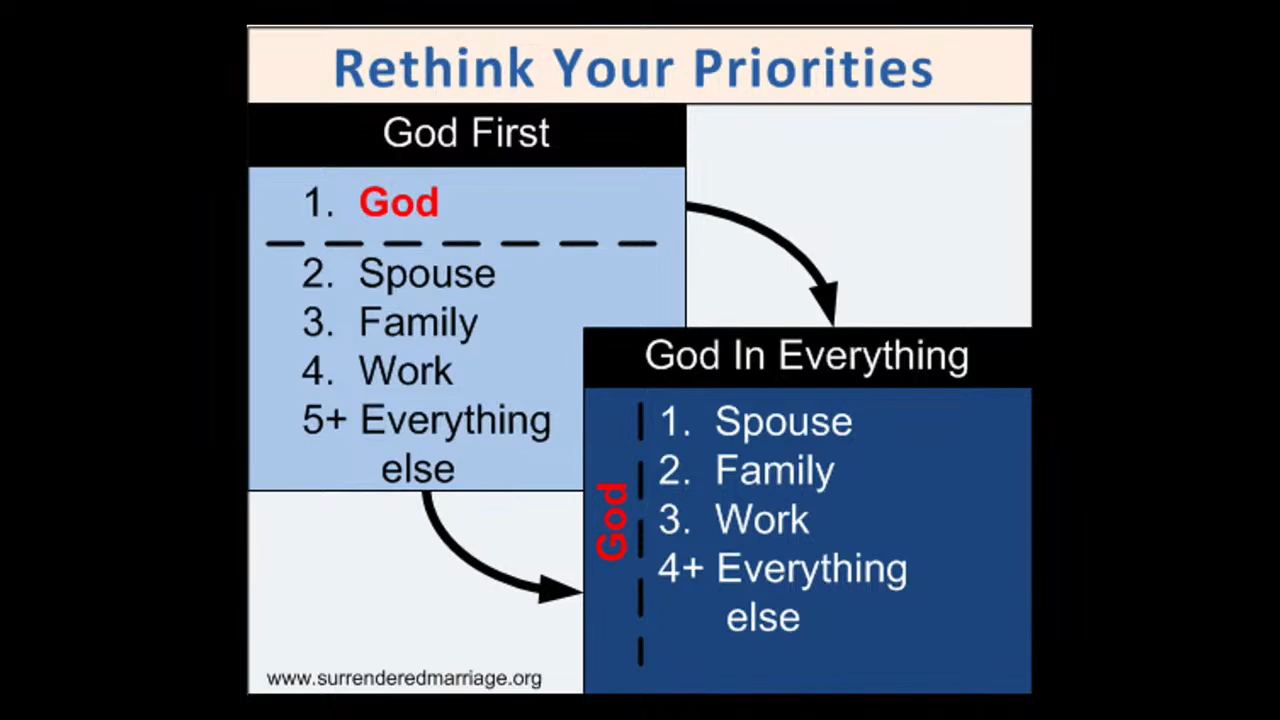 Rethink Your Priorities
God First
1. God
2. Spouse
3. Family
4. Work
5+ Everything
else
God In Everything
God
1. Spouse
2. Family
3. Work
4+ Everything
else
www.surrenderedmarriage.org